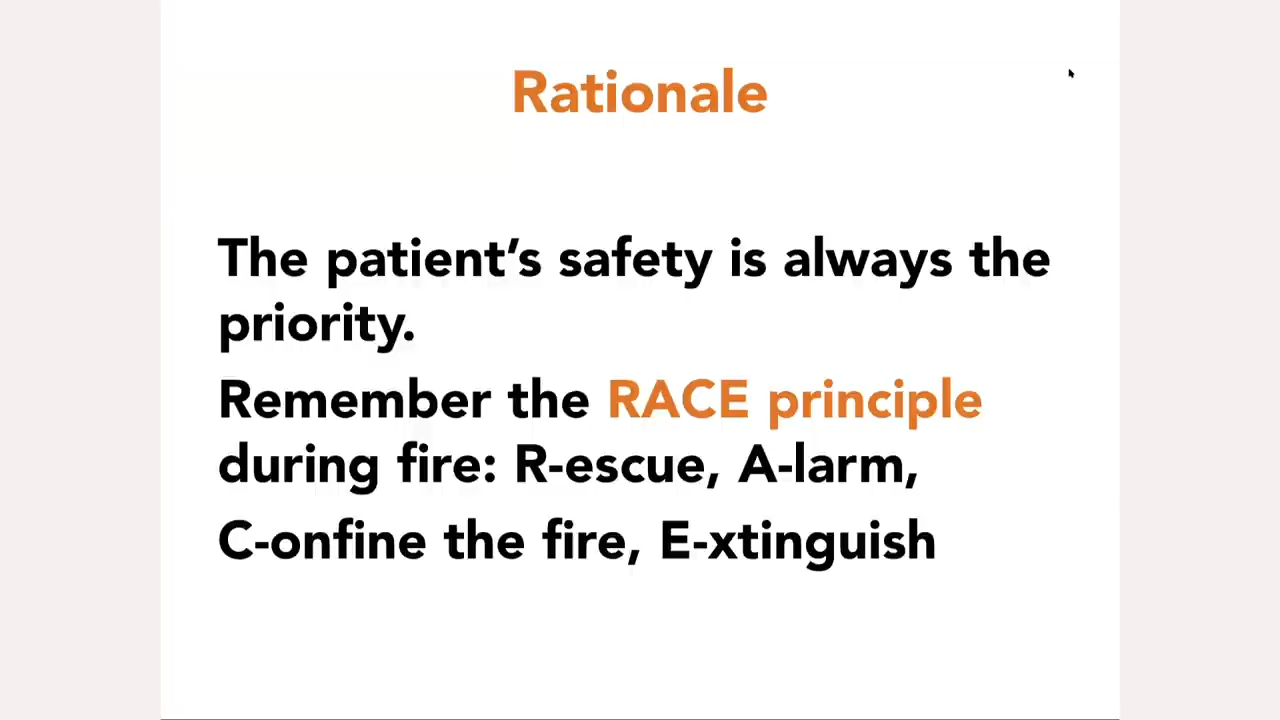 Rationale
The patient’s safety is always the
priority.
Remember the RACE principle
during fire: R-escue, A-larm,
C-onfine the fire, E-xtinguish